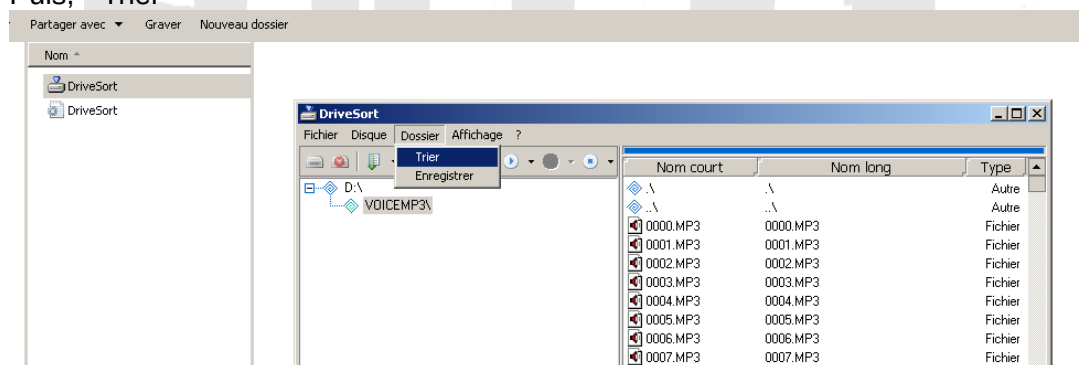 Puis, " Trier "
Partager avec Graver Nouveau dossier
Nom
DriveSort
DriveSort
DriveSort
Fichier Disque Dossier Affichage ?
Trier
Enregistrer
D:\
VOICEMP3\
Nom court Nom long Type
.\ .\ Autre
..\ ..\ Autre
0000.MP3 0000.MP3 Fichier
0001.MP3 0001.MP3 Fichier
0002.MP3 0002.MP3 Fichier
0003.MP3 0003.MP3 Fichier
0004.MP3 0004.MP3 Fichier
0005.MP3 0005.MP3 Fichier
0006.MP3 0006.MP3 Fichier
0007.MP3 0007.MP3 Fichier